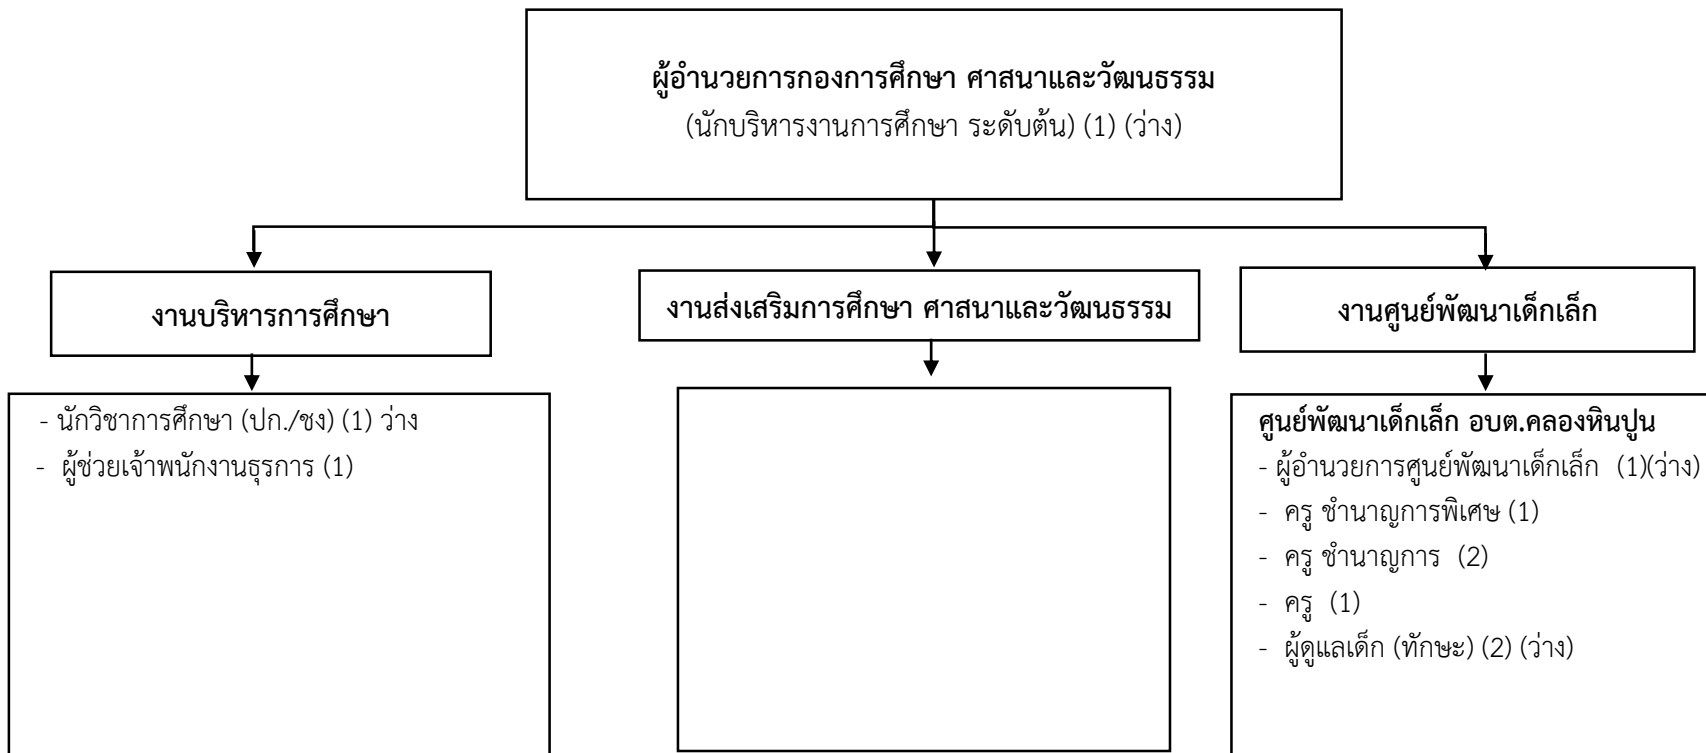 ผู้อำนวยการกองการศึกษา ศาสนาและวัฒนธรรม
(นักบริหารงานการศึกษา ระดับต้น) (1) (ว่าง)
งานบริหารการศึกษา
งานส่งเสริมการศึกษา ศาสนาและวัฒนธรรม
งานศูนย์พัฒนาเด็กเล็ก
- นักวิชาการศึกษา (ปก./ชง) (1) ว่าง
- ผู้ช่วยเจ้าพนักงานธุรการ (1)
ศูนย์พัฒนาเด็กเล็ก อบต.คลองหินปูน
- ผู้อำนวยการศูนย์พัฒนาเด็กเล็ก (1)(ว่าง)
- ครู ชำนาญการพิเศษ (1)
- ครู ชำนาญการ (2)
- ครู (1)
- ผู้ดูแลเด็ก (ทักษะ) (2) (ว่าง)